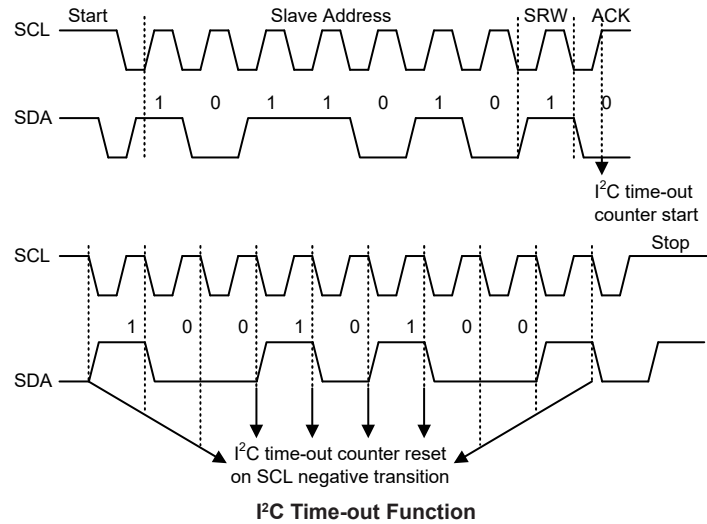 Start Slave Address SRW ACK
SCL
1 0 1 1 0 1 0 1 0
SDA
I²C time-out
counter start
Stop
SCL
1 0 0 1 0 1 0 0
SDA
I²C time-out counter reset
on SCL negative transition
I²C Time-out Function